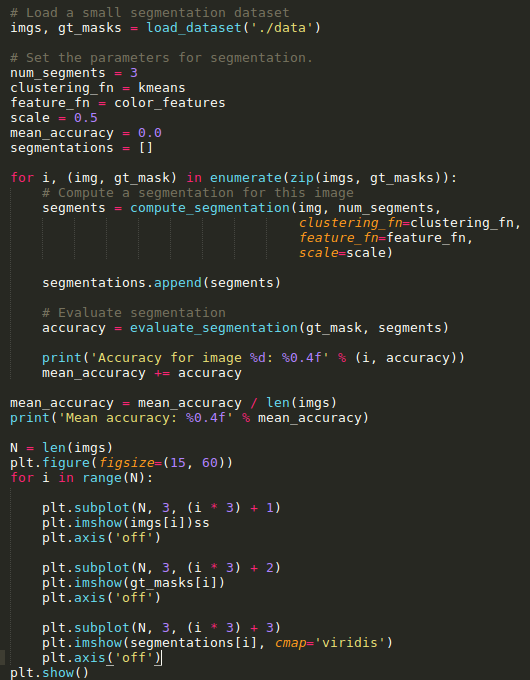 # Load a small segmentation dataset
imgs, gt_masks = load_dataset('./data')
# Set the parameters for segmentation.
num_segments = 3
clustering_fn = kmeans
feature_fn = color_features
scale = 0.5
mean_accuracy = 0.0
segmentations = []
for i, (img, gt_mask) in enumerate(zip(imgs, gt_masks)):
    # Compute a segmentation for this image
    segments = compute_segmentation(img, num_segments,
                                    clustering_fn=clustering_fn,
                                    feature_fn=feature_fn,
                                    scale=scale)
    segmentations.append(segments)
    # Evaluate segmentation
    accuracy = evaluate_segmentation(gt_mask, segments)
    print('Accuracy for image %d: %0.4f' % (i, accuracy))
    mean_accuracy += accuracy
mean_accuracy = mean_accuracy / len(imgs)
print('Mean accuracy: %0.4f' % mean_accuracy)
N = len(imgs)
plt.figure(figsize=(15, 60))
for i in range(N):
    plt.subplot(N, 3, (i * 3) + 1)
    plt.imshow(imgs[i])ss
    plt.axis('off')
    plt.subplot(N, 3, (i * 3) + 2)
    plt.imshow(gt_masks[i])
    plt.axis('off')
    plt.subplot(N, 3, (i * 3) + 3)
    plt.imshow(segmentations[i], cmap='viridis')
    plt.axis('off')
plt.show()